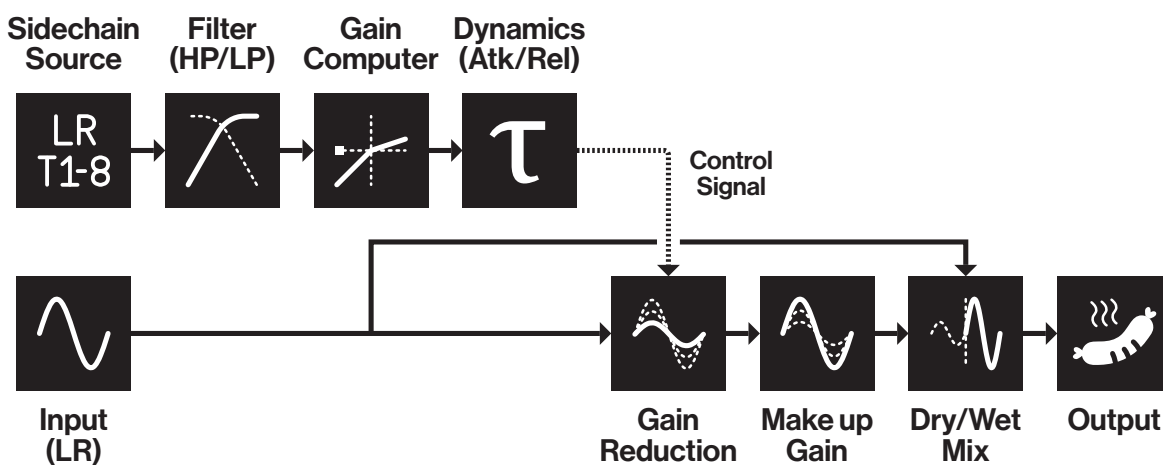 Sidechain
Source
Filter
(HP/LP)
Gain
Computer
Dynamics
(Atk/Rel)
LR
T1-8
τ
Control
Signal
Input
(LR)
Gain
Reduction
Make up
Gain
Dry/Wet
Mix
Output